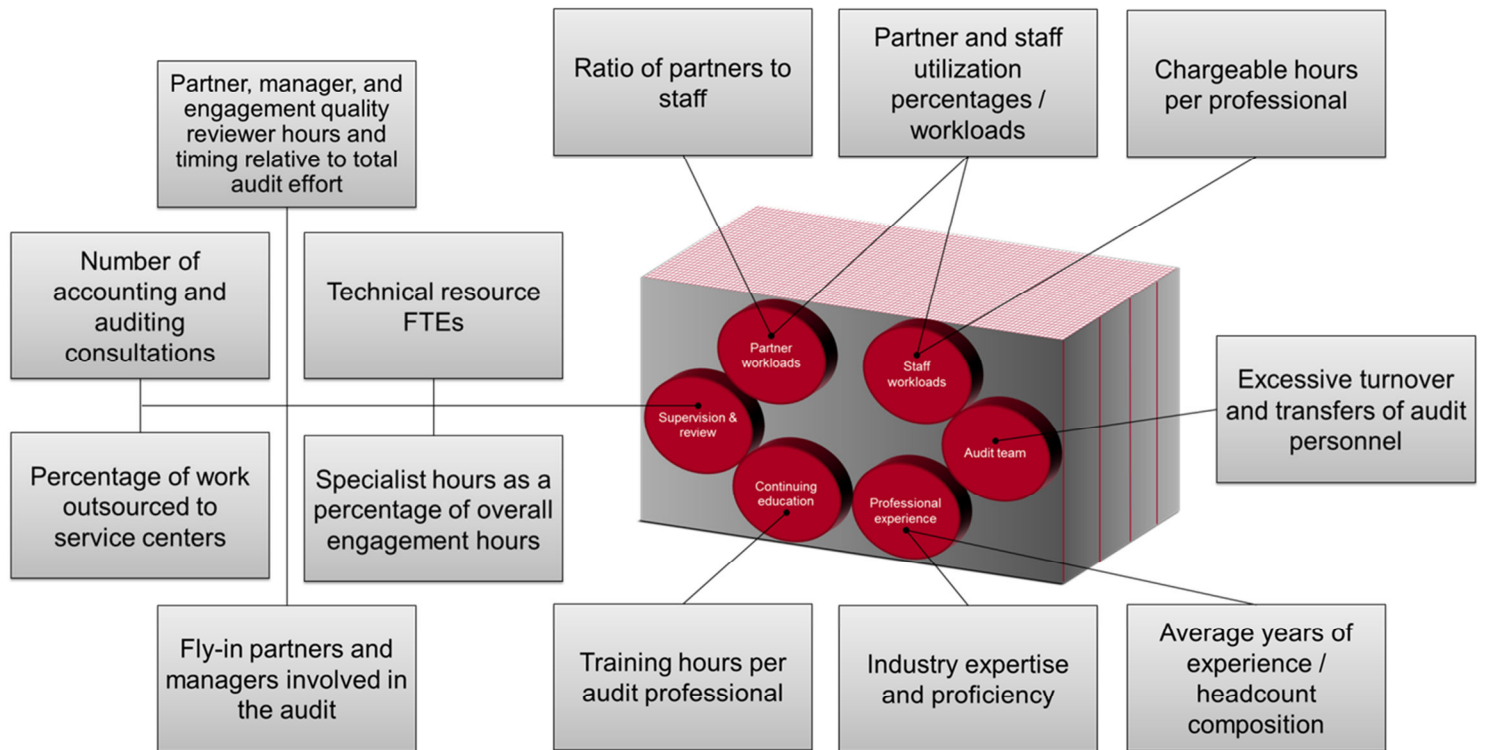 Partner, manager, and
engagement quality
reviewer hours and
timing relative to total
audit effort
Ratio of partners to
staff
Partner and staff
utilization
percentages /
workloads
Chargeable hours
per professional
Number of
accounting and
auditing
consultations
Technical resource
FTEs
Partner
workloads
Staff
workloads
Supervision &
review
Audit team
Continuing
education
Professional
experience
Excessive turnover
and transfers of audit
personnel
Percentage of work
outsourced to
service centers
Specialist hours as a
percentage of overall
engagement hours
Fly-in partners and
managers involved in
the audit
Training hours per
audit professional
Industry expertise
and proficiency
Average years of
experience /
headcount
composition